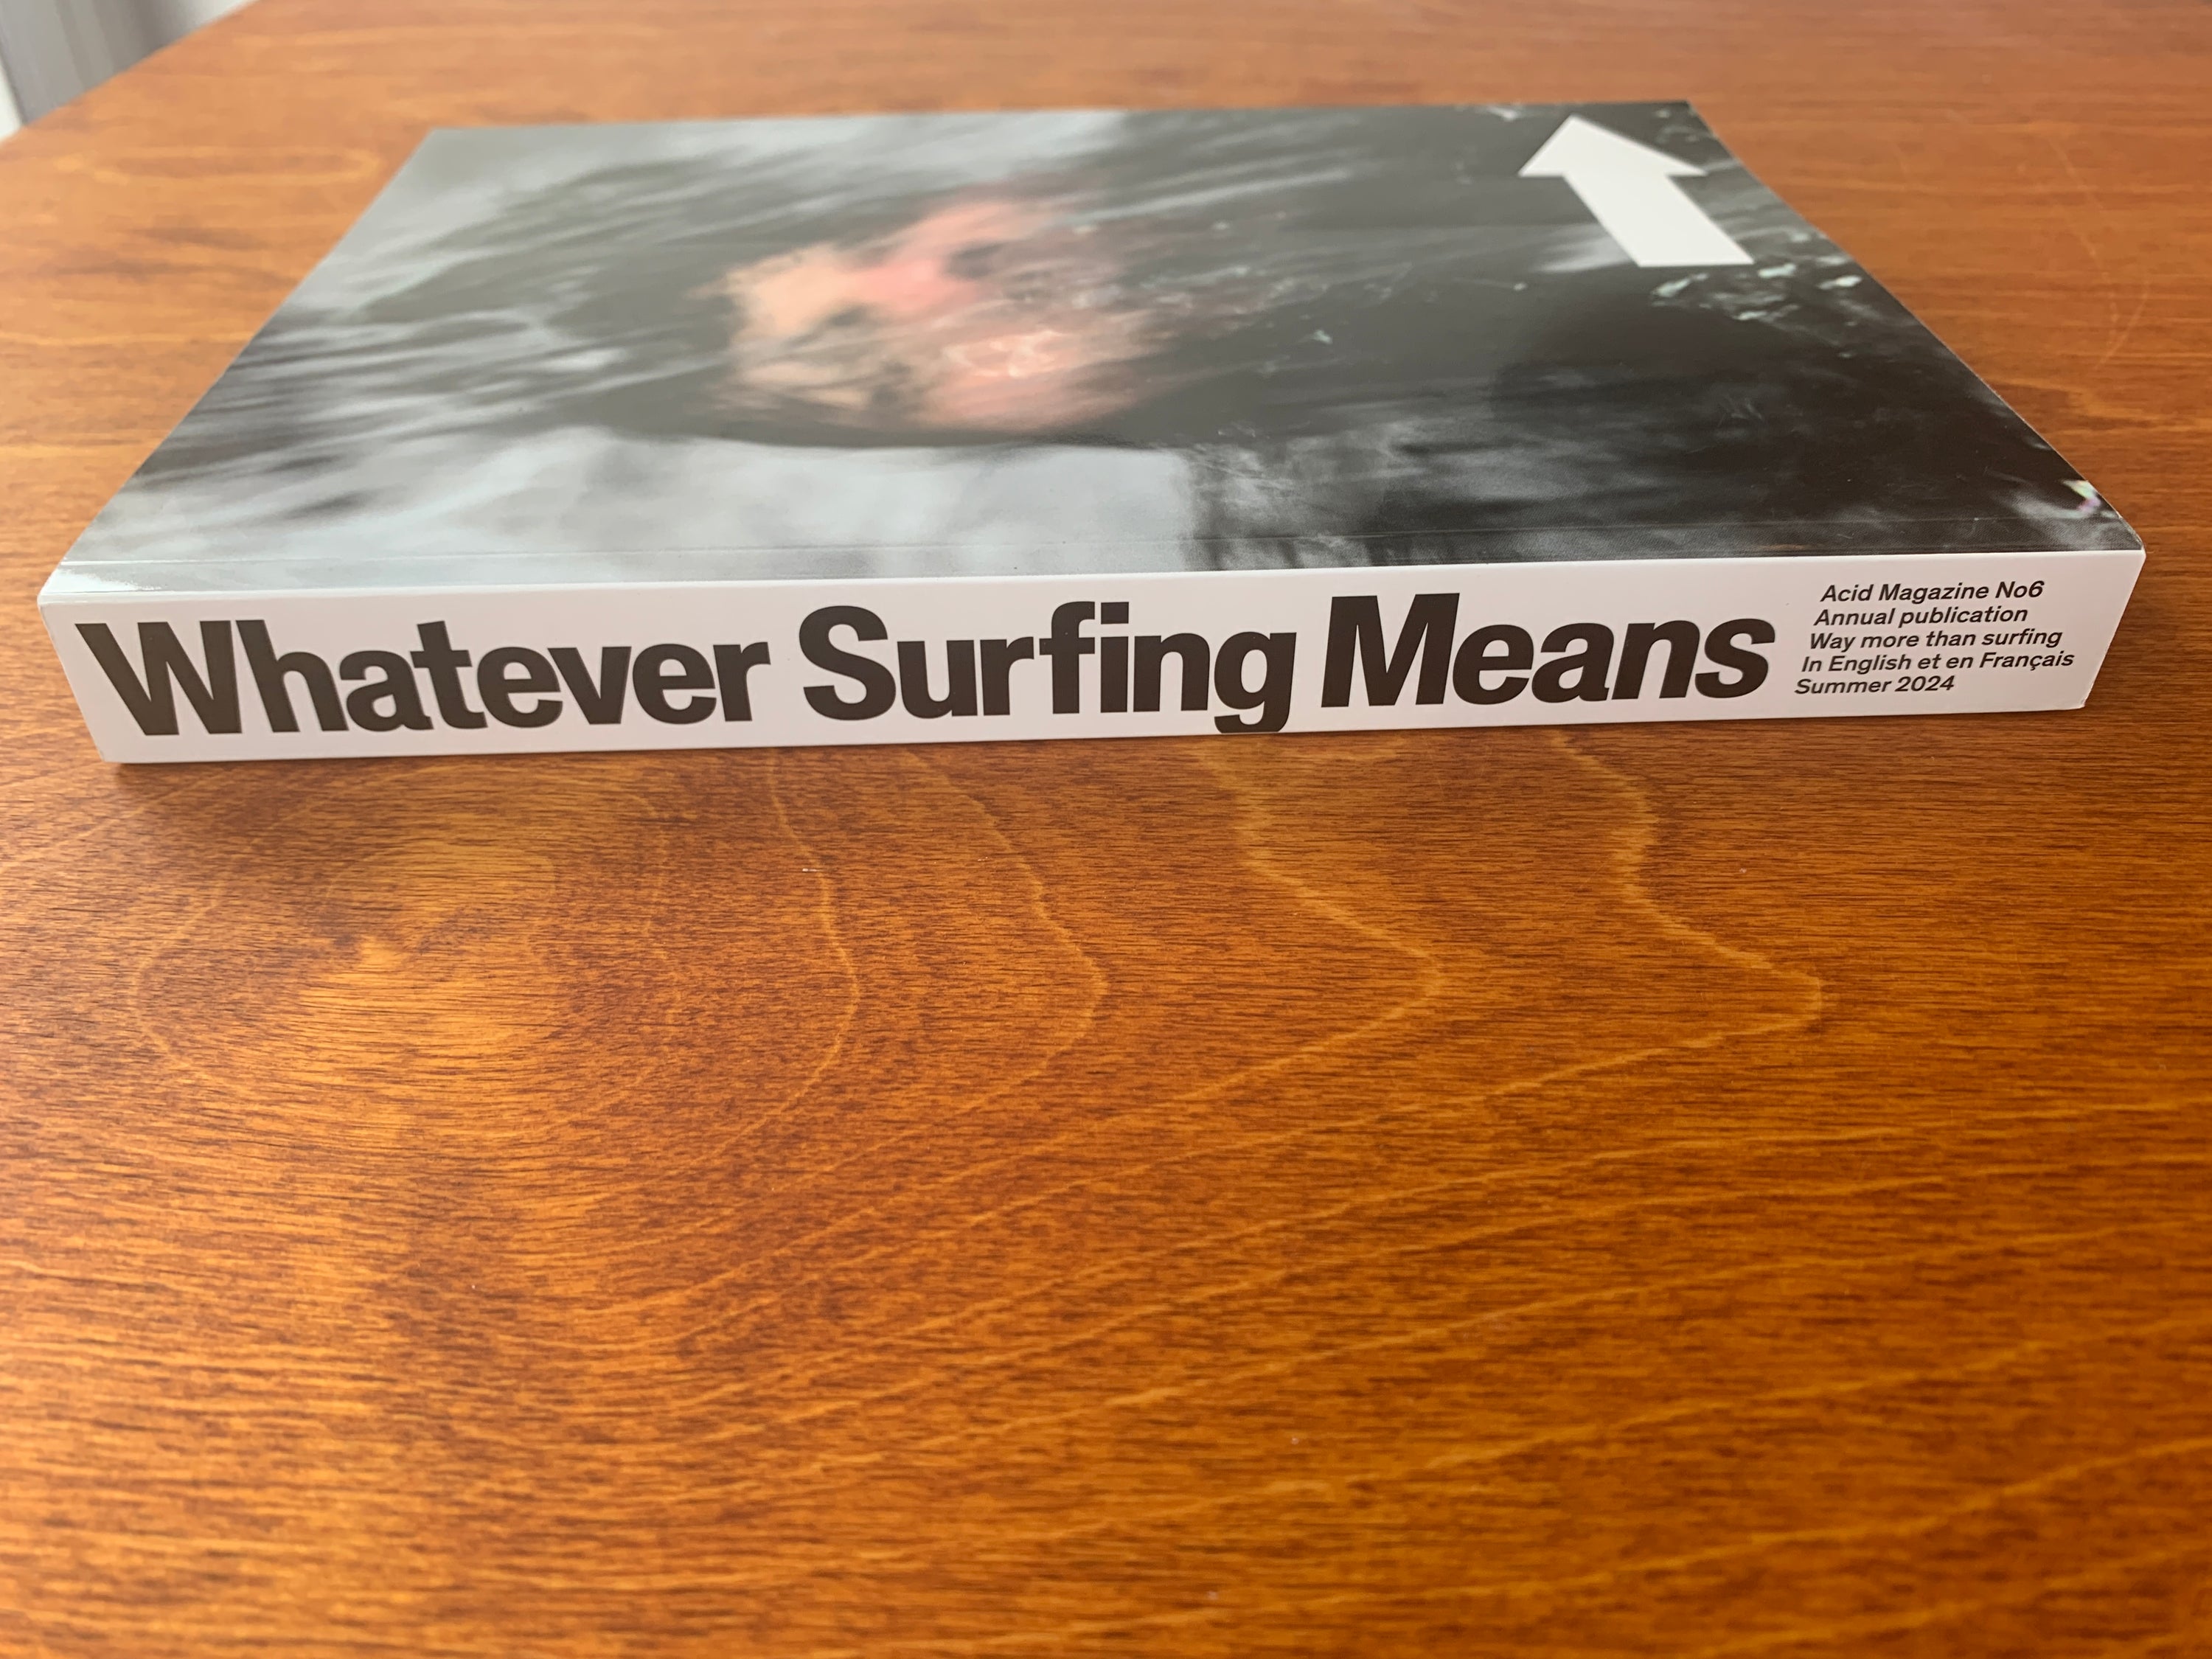 Whatever Surfing Means
Acid Magazine No6
Annual publication
Way more than surfing
In English et en Français
Summer 2024